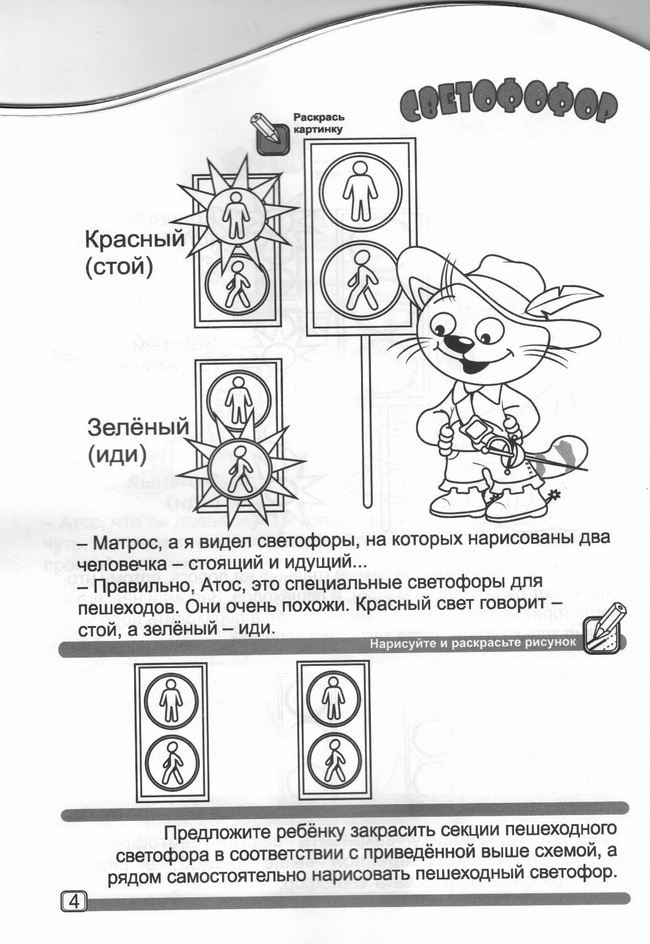 СВЕТОФОФОР
Раскрась
картинку
Красный
(стой)
Зелёный
(иди)
– Матрос, а я видел светофоры, на которых нарисованы два
человечка – стоящий и идущий...
– Правильно, Атос, это специальные светофоры для
пешеходов. Они очень похожи. Красный свет говорит –
стой, а зелёный – иди.
Нарисуйте и раскрасьте рисунок
Предложите ребёнку закрасить секции пешеходного
светофора в соответствии с приведённой выше схемой, а
рядом самостоятельно нарисовать пешеходный светофор.
4